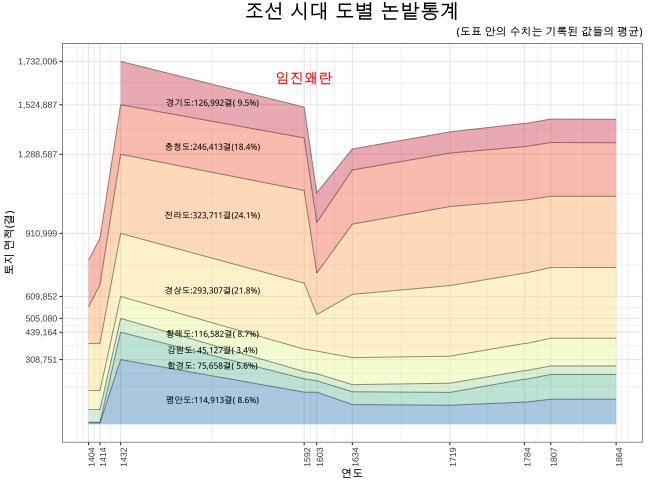 조선 시대 도별 논밭통계
(도표 안의 수치는 기록된 값들의 평균)
임진왜란
1,732,006
1,524,887
1,288,587
910,999
609,852
505,080
439,164
308,751
토지 면적(결)
경기도:126,992결( 9.5%)
충청도:246,413결(18.4%)
전라도:323,711결(24.1%)
경상도:293,307결(21.8%)
황해도:116,582결( 8.7%)
강원도: 45,127결( 3.4%)
함경도: 75,658결( 5.6%)
평안도:114,913결( 8.6%)
1404
1414
1432
1592
1603
1634
1719
1784
1807
1864
연도